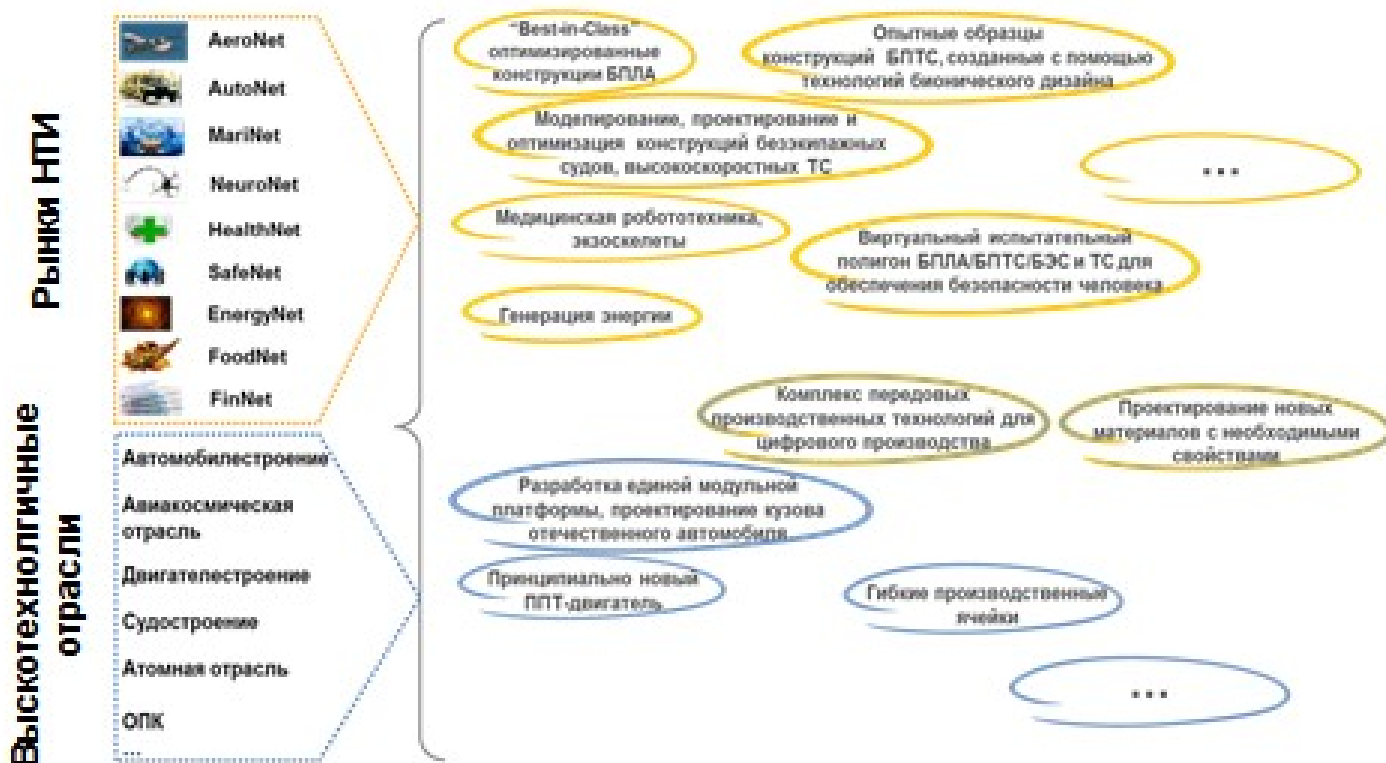 Рынки НТИ
AeroNet
AutoNet
MariNet
NeuroNet
HealthNet
SafeNet
EnergyNet
FoodNet
FinNet
Выскотехнологичные
отрасли
Автомобилестроение
Авиакосмическая
отрасль
Двигателестроение
Судостроение
Атомная отрасль
ОПК
...
“Best-in-Class”
оптимизированные
конструкции БПЛА
Опытные образцы
конструкций БПТС, созданные с помощью
технологий бионического дизайна
Моделирование, проектирование и
оптимизация конструкций безэкипажных
судов, высокоскоростных ТС
...
Медицинская робототехника,
экзоскелеты
Виртуальный испытательный
полигон БПЛА/БПТС/БЭС и ТС для
обеспечения безопасности человека
Генерация энергии
Комплекс передовых
производственных технологий для
цифрового производства
Проектирование новых
материалов с необходимыми
свойствами
Разработка единой модульной
платформы, проектирование кузова
отечественного автомобиля
Принципиально новый
ППТ-двигатель
Гибкие производственные
ячейки
...